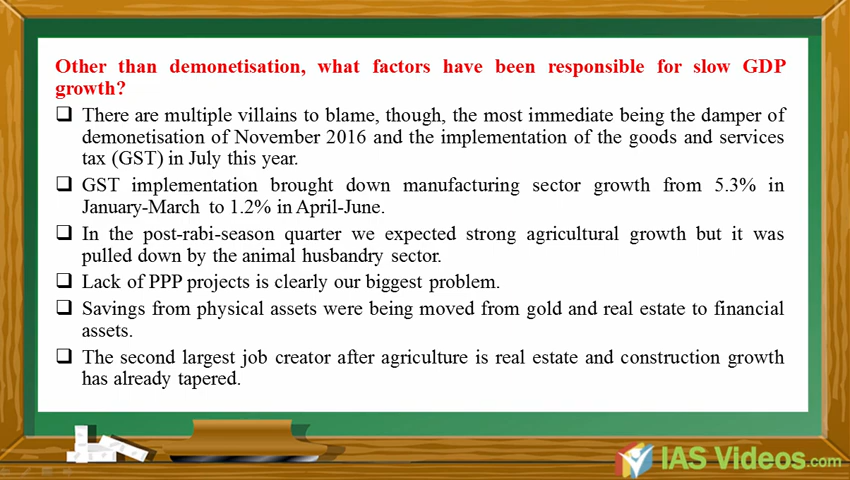 Other than demonetisation, what factors have been responsible for slow GDP
growth?
❑ There are multiple villains to blame, though, the most immediate being the damper of
demonetisation of November 2016 and the implementation of the goods and services
tax (GST) in July this year.
❑ GST implementation brought down manufacturing sector growth from 5.3% in
January-March to 1.2% in April-June.
❑ In the post-rabi-season quarter we expected strong agricultural growth but it was
pulled down by the animal husbandry sector.
❑ Lack of PPP projects is clearly our biggest problem.
❑ Savings from physical assets were being moved from gold and real estate to financial
assets.
❑ The second largest job creator after agriculture is real estate and construction growth
has already tapered.
IAS Videos.com